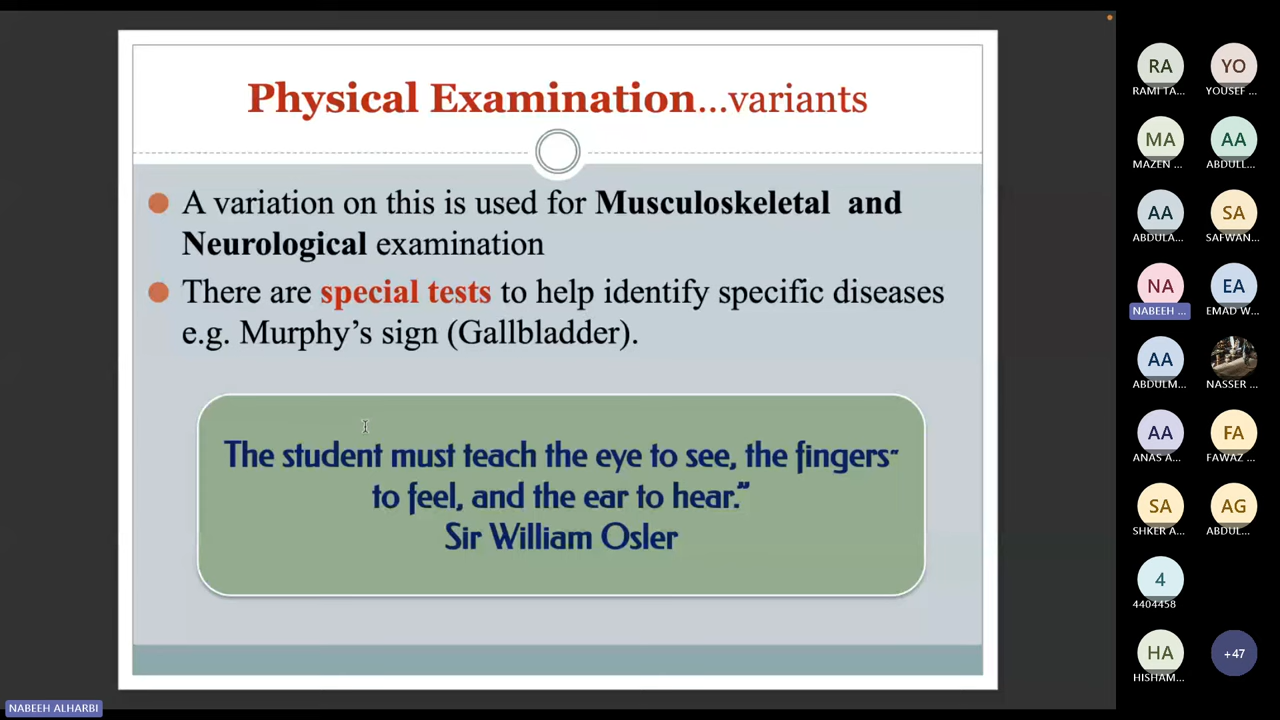 Physical Examination...variants
A variation on this is used for Musculoskeletal and
Neurological examination
There are special tests to help identify specific diseases
e.g. Murphy's sign (Gallbladder).
The student must teach the eye to see, the fingers"
to feel, and the ear to hear."
Sir William Osler
RA
YO
RAMI TA...
YOUSEF ...
MA
AA
MAZEN ...
ABDULL...
AA
SA
ABDULA...
SAFWAN...
NA
EA
NABEEH ...
EMAD W...
AA
ABDULM...
NASSER ...
AA
FA
ANAS A...
FAWAZ ...
SA
AG
SHKER A...
ABDUL...
4
4404458
HA
+47
HISHAM...
NABEEH ALHARBI